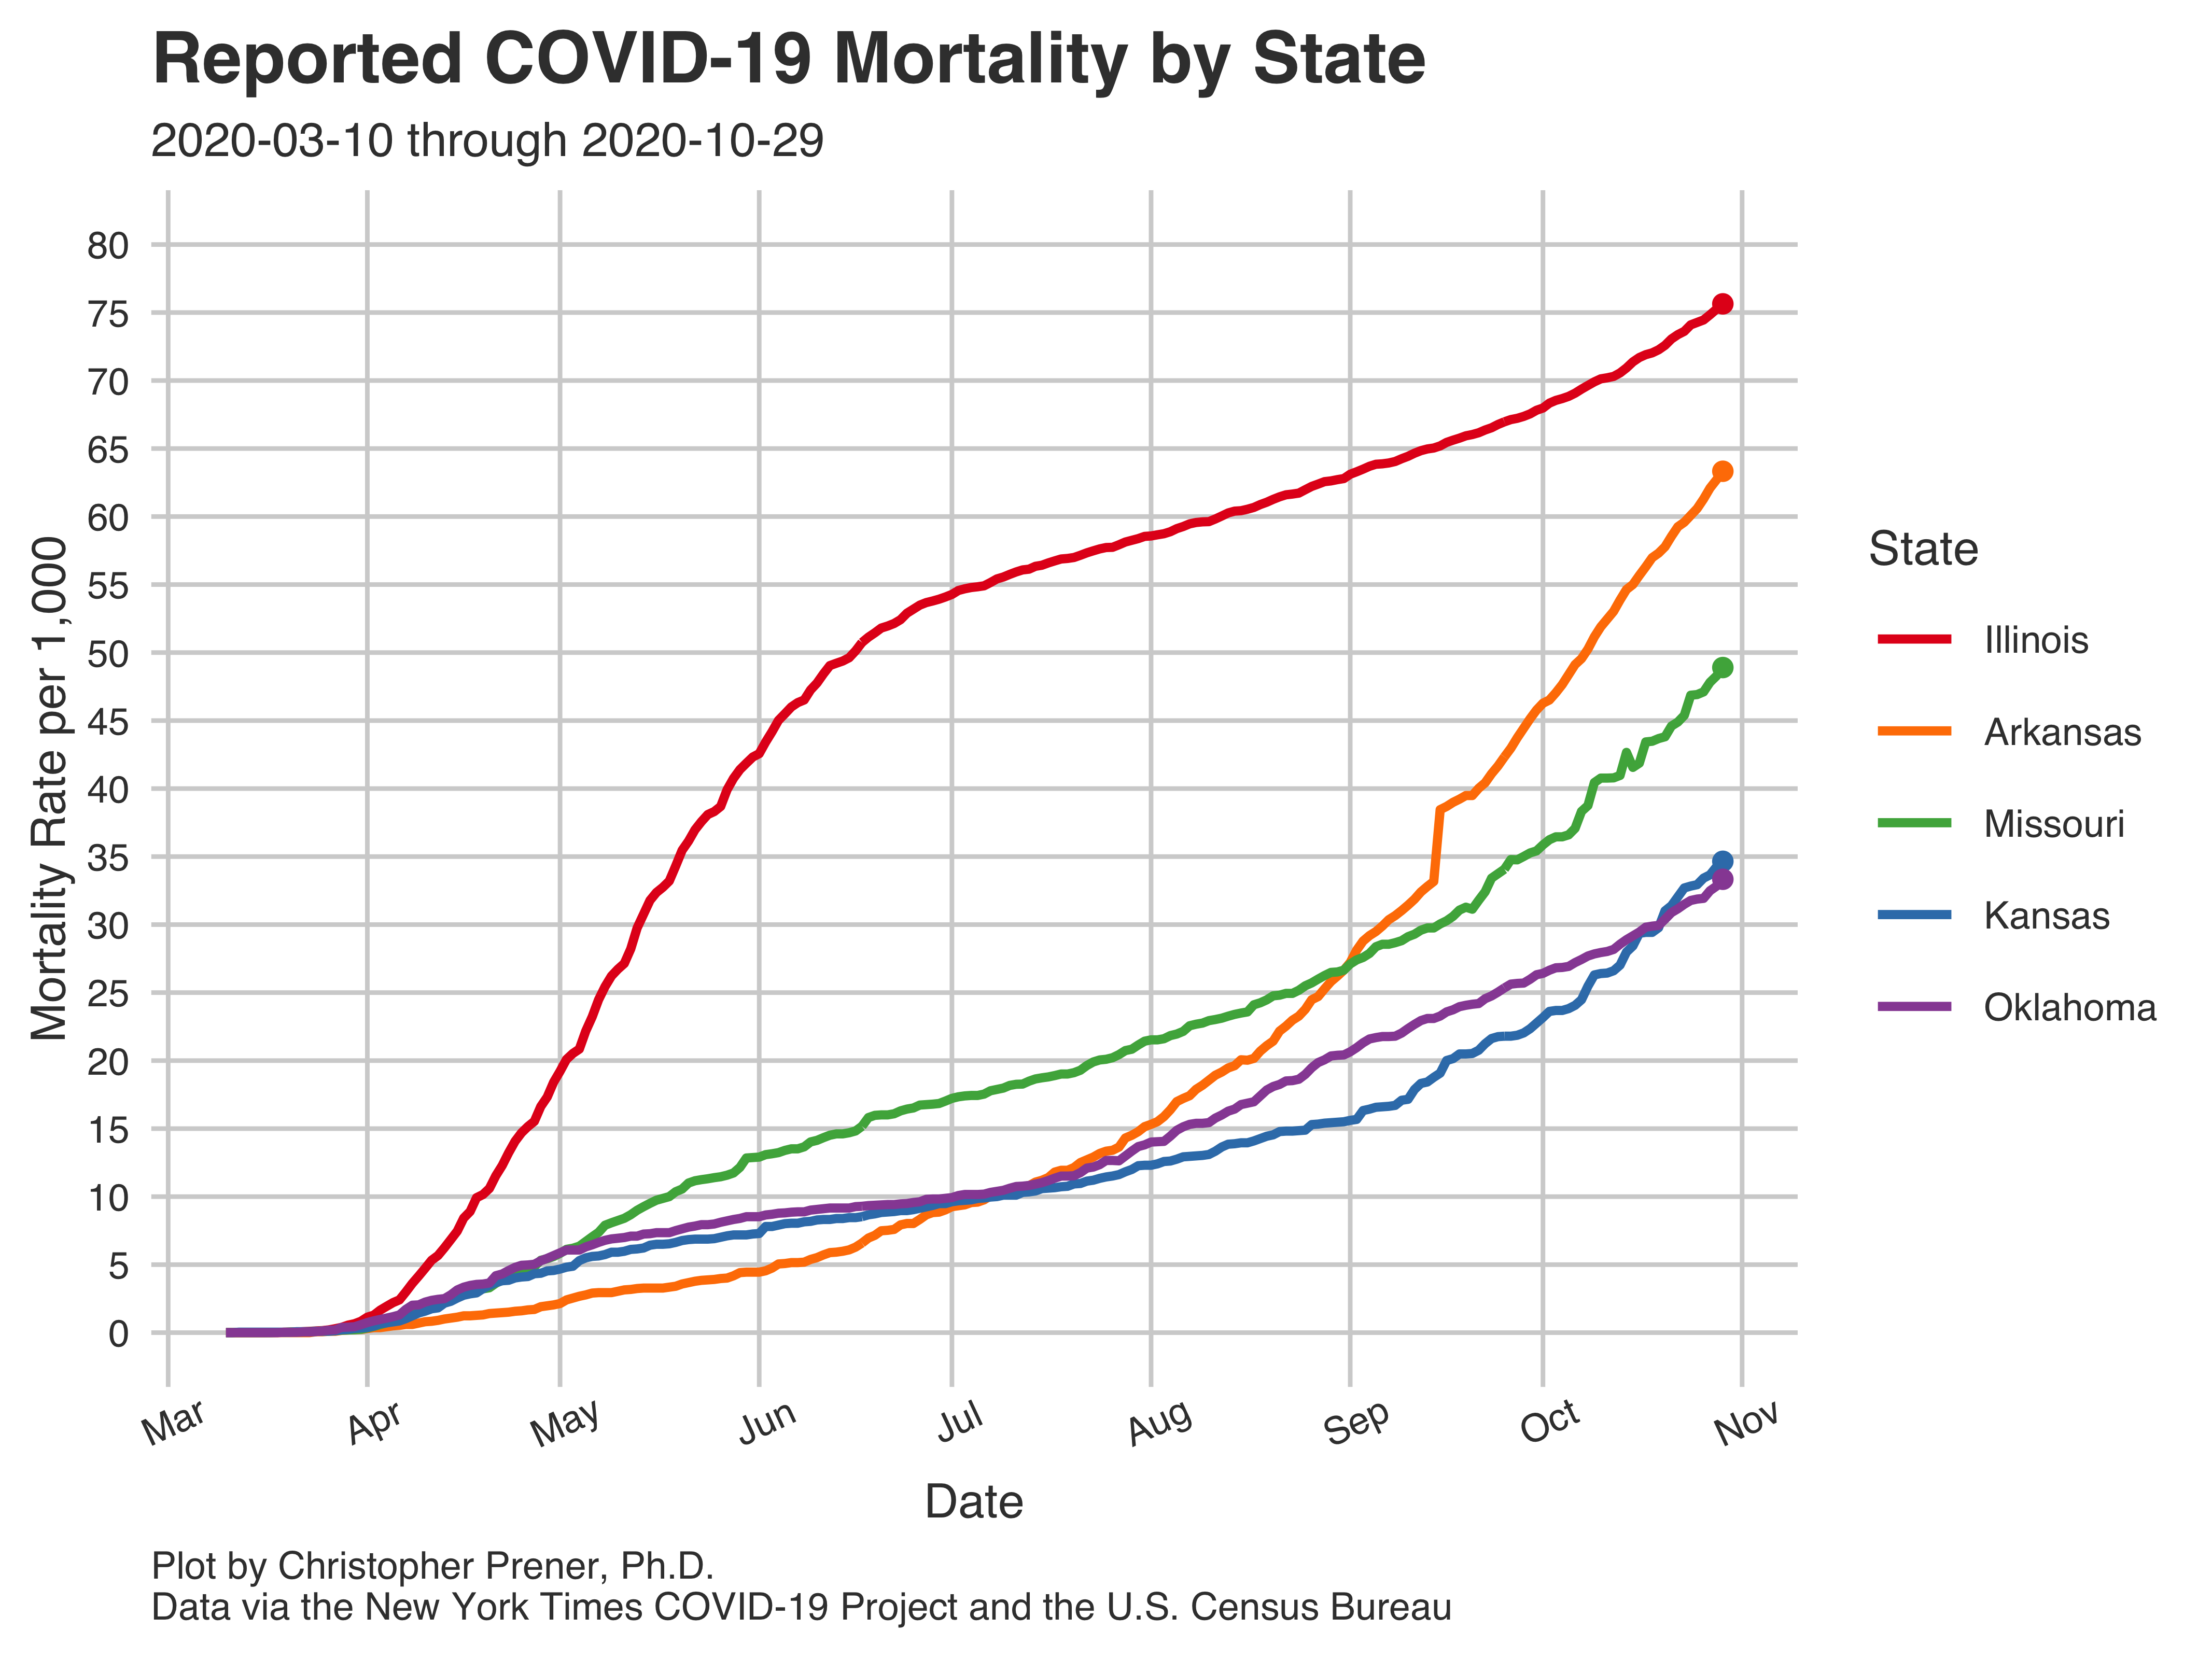 Reported COVID-19 Mortality by State
2020-03-10 through 2020-10-29
Mortality Rate per 1,000
80
75
70
65
60
55
50
45
40
35
30
25
20
15
10
5
0
Mar
Apr
May
Jun
Jul
Aug
Sep
Oct
Nov
Date
State
Illinois
Arkansas
Missouri
Kansas
Oklahoma
Plot by Christopher Prener, Ph.D.
Data via the New York Times COVID-19 Project and the U.S. Census Bureau